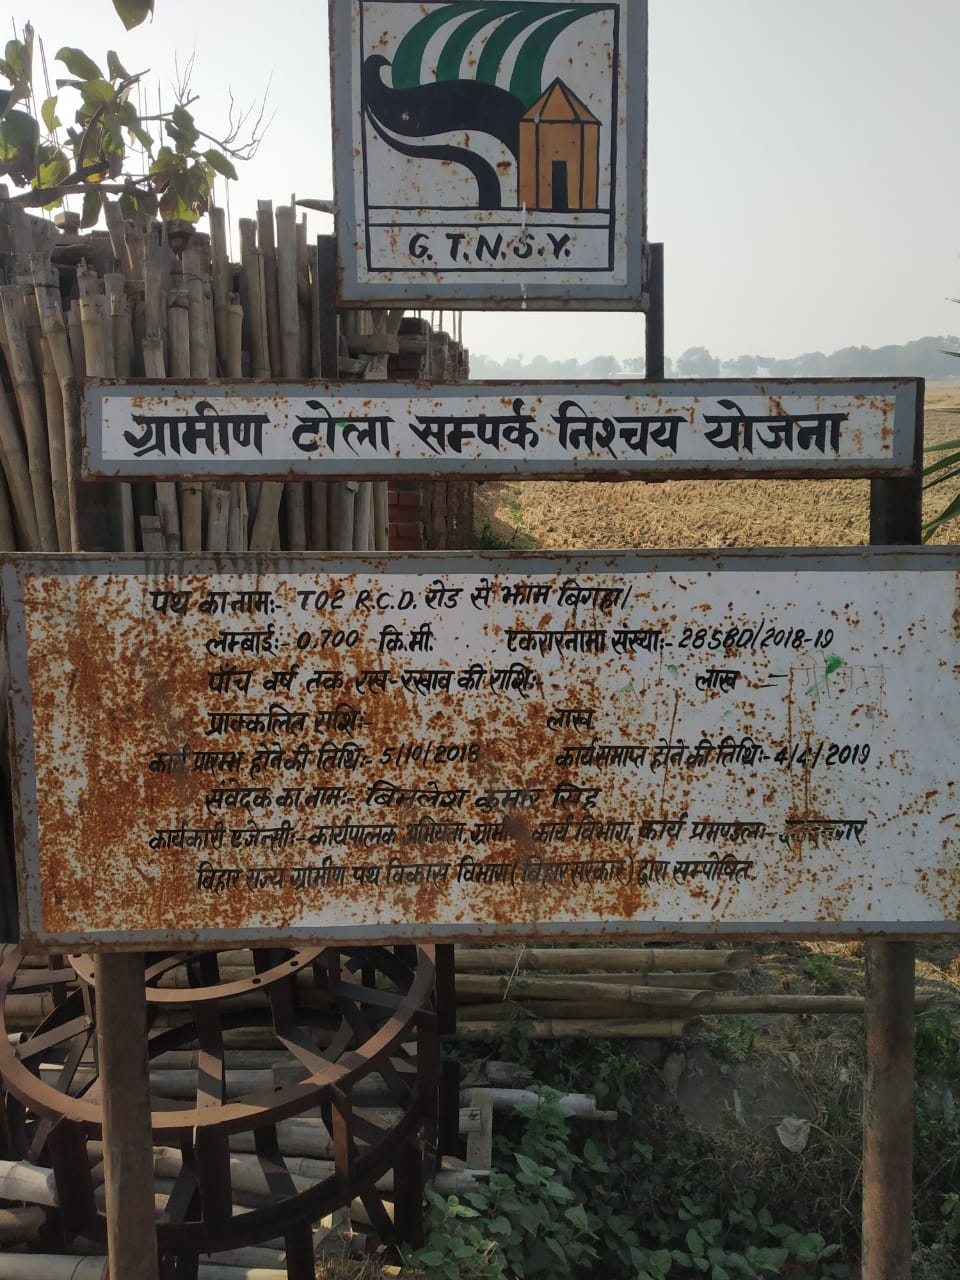 G. T. N. S. Y.
ग्रामीण टोला सम्पर्क निश्चय योजना
पथ का नाम:- T02 R.C.D. रोड से झाम बिगहा।
लम्बाई:- 0.700 कि.मी. एकरारनामा संख्या:- 28SBD/2018-19
पाँच वर्ष तक रख-रखाव की राशि:- लाख
प्राक्कलित राशि:- लाख
कार्य प्रारम्भ होने की तिथि:- 5/10/2018 कार्य समाप्त होने की तिथि:- 4/4/2019
संवेदक का नाम:- बिमलेश कुमार सिंह
कार्यकारी एजेन्सी:- कार्यपालक अभियंता, ग्रामीण कार्य विभाग, कार्य प्रमण्डल:-
बिहार राज्य ग्रामीण पथ विकास विभाग (बिहार सरकार) द्वारा सम्पोषित